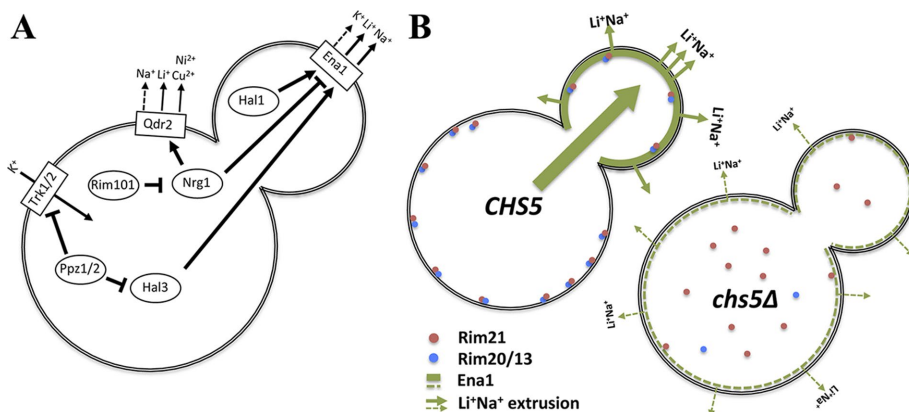 A
K⁺ Li⁺ Na⁺
Ena1
Ni²⁺
Na⁺ Li⁺ Cu²⁺
Qdr2
Hal1
K⁺
Trk1/2
Rim101
Nrg1
Ppz1/2
Hal3
B
Li⁺Na⁺
Li⁺Na⁺
Li⁺Na⁺
CHS5
Li⁺Na⁺
Li⁺Na⁺
chs5Δ
Li⁺Na⁺
Li⁺Na⁺
Rim21
Rim20/13
Ena1
Li⁺Na⁺ extrusion